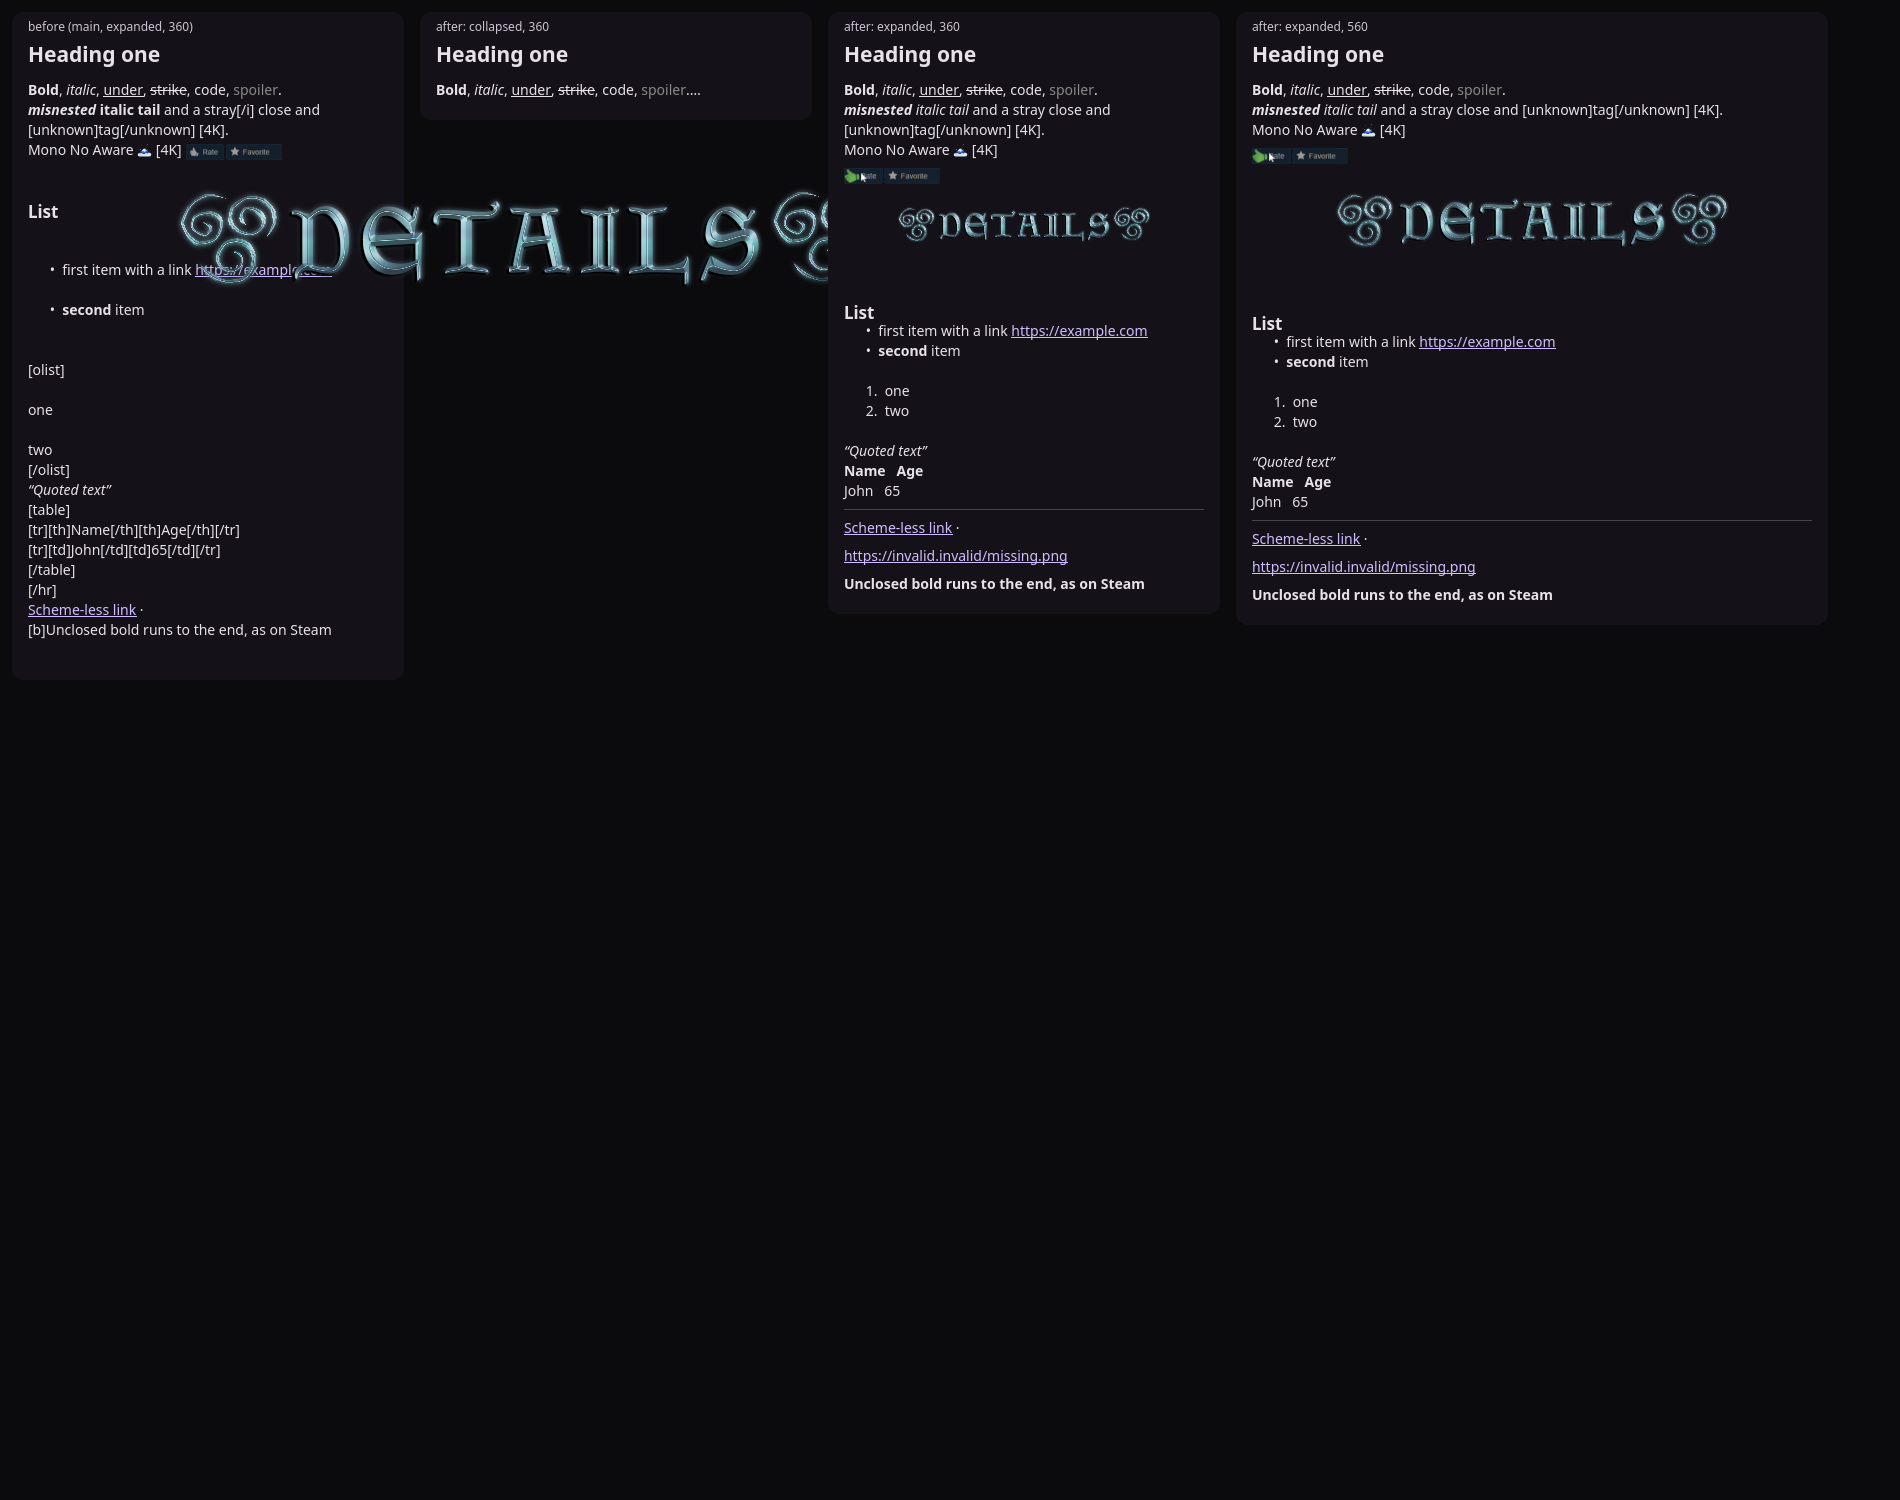 before (main, expanded, 360)
Heading one
Bold, italic, under, strike, code, spoiler.
misnested italic tail and a stray[/i] close and
[unknown]tag[/unknown] [4K].
Mono No Aware 🗻 [4K] Rate Favorite
DETAILS
List
• first item with a link https://example.com
• second item
[olist]
one
two
[/olist]
“Quoted text”
[table]
[tr][th]Name[/th][th]Age[/th][/tr]
[tr][td]John[/td][td]65[/td][/tr]
[/table]
[/hr]
Scheme-less link ·
[b]Unclosed bold runs to the end, as on Steam
after: collapsed, 360
Heading one
Bold, italic, under, strike, code, spoiler....
after: expanded, 360
Heading one
Bold, italic, under, strike, code, spoiler.
misnested italic tail and a stray close and
[unknown]tag[/unknown] [4K].
Mono No Aware 🗻 [4K]
Favorite
DETAILS
List
• first item with a link https://example.com
• second item
1. one
2. two
“Quoted text”
Name Age
John 65
Scheme-less link ·
https://invalid.invalid/missing.png
Unclosed bold runs to the end, as on Steam
after: expanded, 560
Heading one
Bold, italic, under, strike, code, spoiler.
misnested italic tail and a stray close and [unknown]tag[/unknown] [4K].
Mono No Aware 🗻 [4K]
Favorite
DETAILS
List
• first item with a link https://example.com
• second item
1. one
2. two
“Quoted text”
Name Age
John 65
Scheme-less link ·
https://invalid.invalid/missing.png
Unclosed bold runs to the end, as on Steam